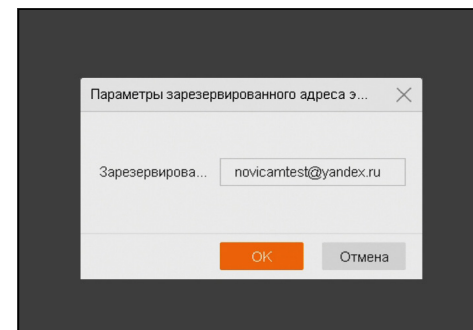 Параметры зарезервированного адреса э...
Зарезервирова... novicamtest@yandex.ru
OK Отмена